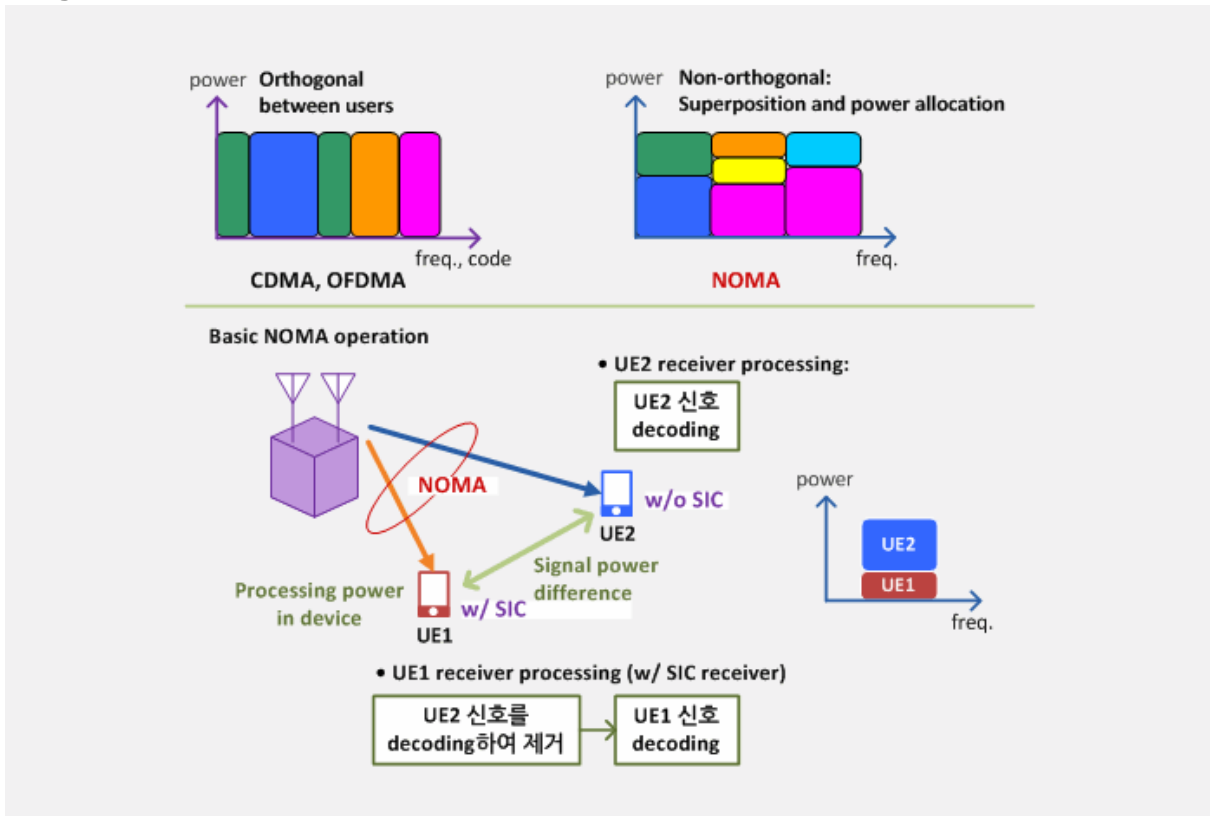 power
Orthogonal
between users
freq., code
CDMA, OFDMA
power
Non-orthogonal:
Superposition and power allocation
freq.
NOMA
Basic NOMA operation
• UE2 receiver processing:
UE2 신호
decoding
NOMA
w/o SIC
UE2
Signal power
difference
Processing power
in device
w/ SIC
UE1
power
UE2
UE1
freq.
• UE1 receiver processing (w/ SIC receiver)
UE2 신호를
decoding하여 제거
UE1 신호
decoding